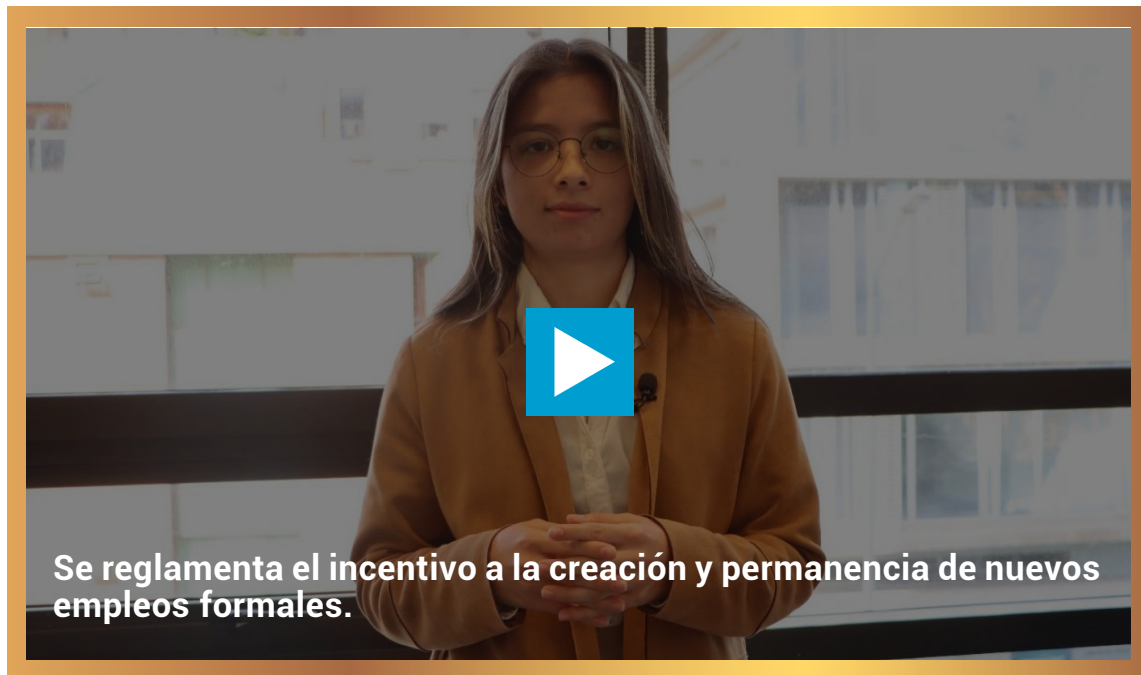 Se reglamenta el incentivo a la creación y permanencia de nuevos
empleos formales.